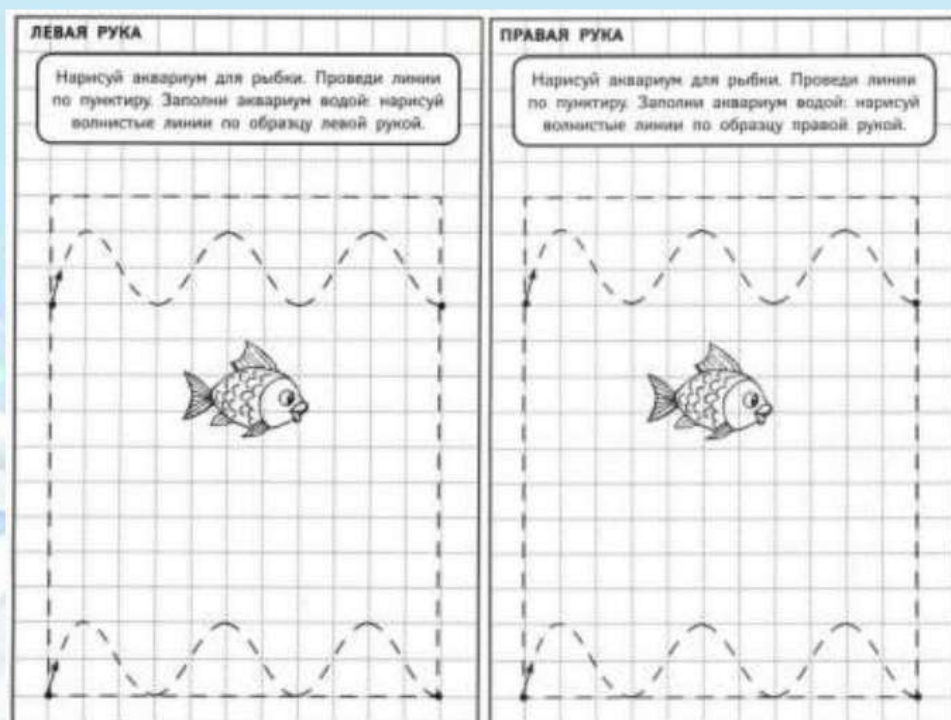 ЛЕВАЯ РУКА
Нарисуй аквариум для рыбки. Проведи линии
по пунктиру. Заполни аквариум водой: нарисуй
волнистые линии по образцу левой рукой.
ПРАВАЯ РУКА
Нарисуй аквариум для рыбки. Проведи линии
по пунктиру. Заполни аквариум водой: нарисуй
волнистые линии по образцу правой рукой.